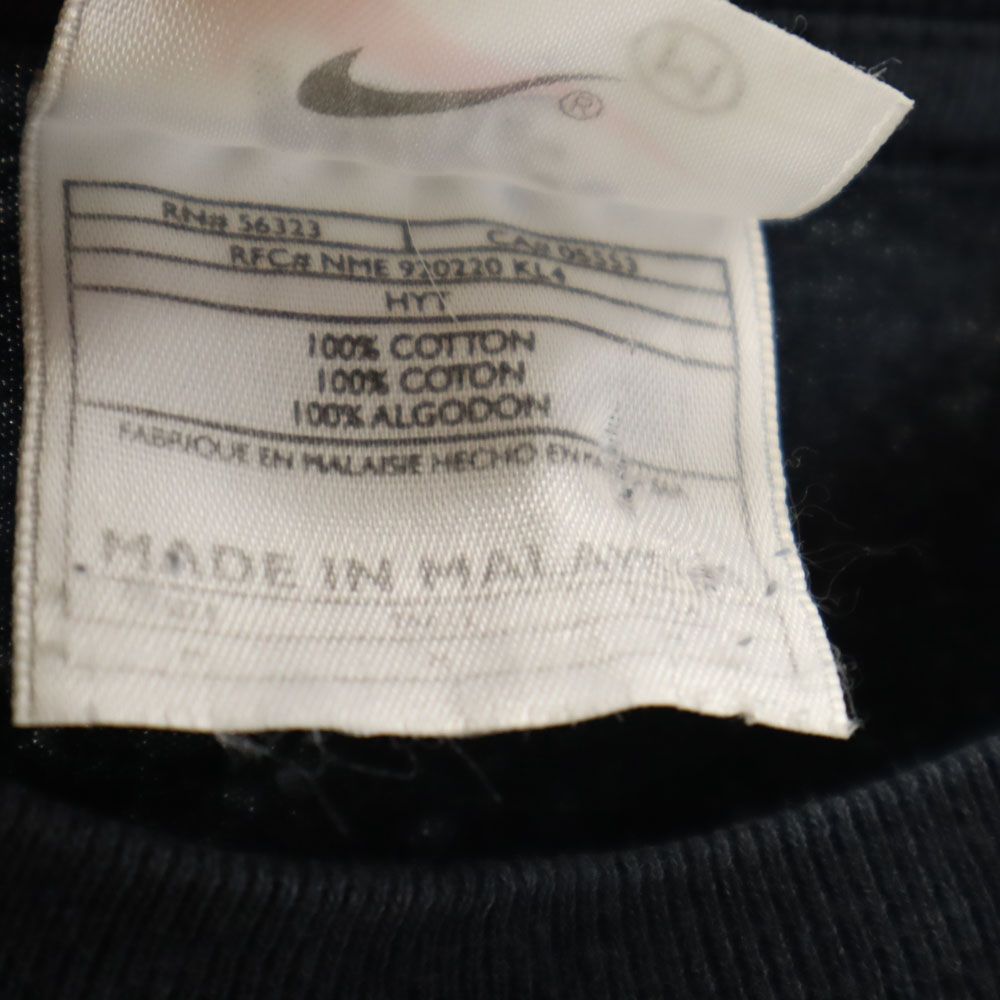 M
®
RN# 56323 CA# 05553
RFC# NME 920220 KL4
HYT
100% COTTON
100% COTON
100% ALGODON
FABRIQUE EN MALAISIE HECHO EN
MADE IN